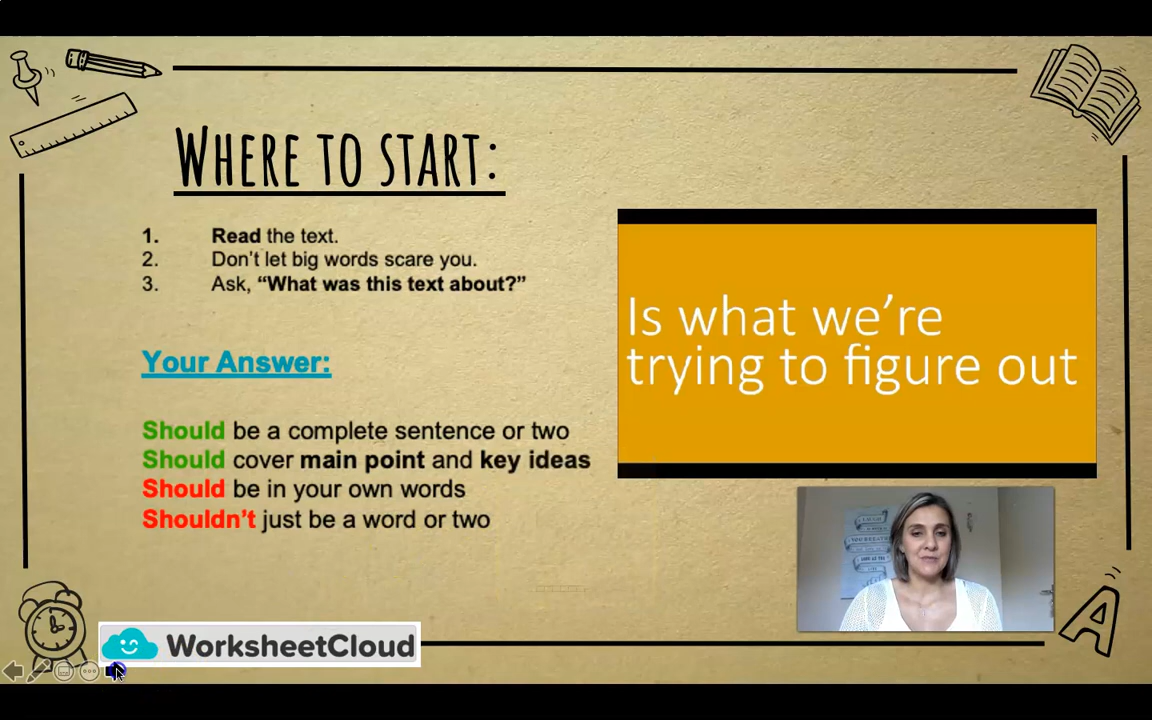 WHERE TO START:
1. Read the text.
2. Don't let big words scare you.
3. Ask, “What was this text about?”
Your Answer:
Should be a complete sentence or two
Should cover main point and key ideas
Should be in your own words
Shouldn't just be a word or two
Is what we're
trying to figure out
LAUGH
YOU BREATHE
A
WorksheetCloud